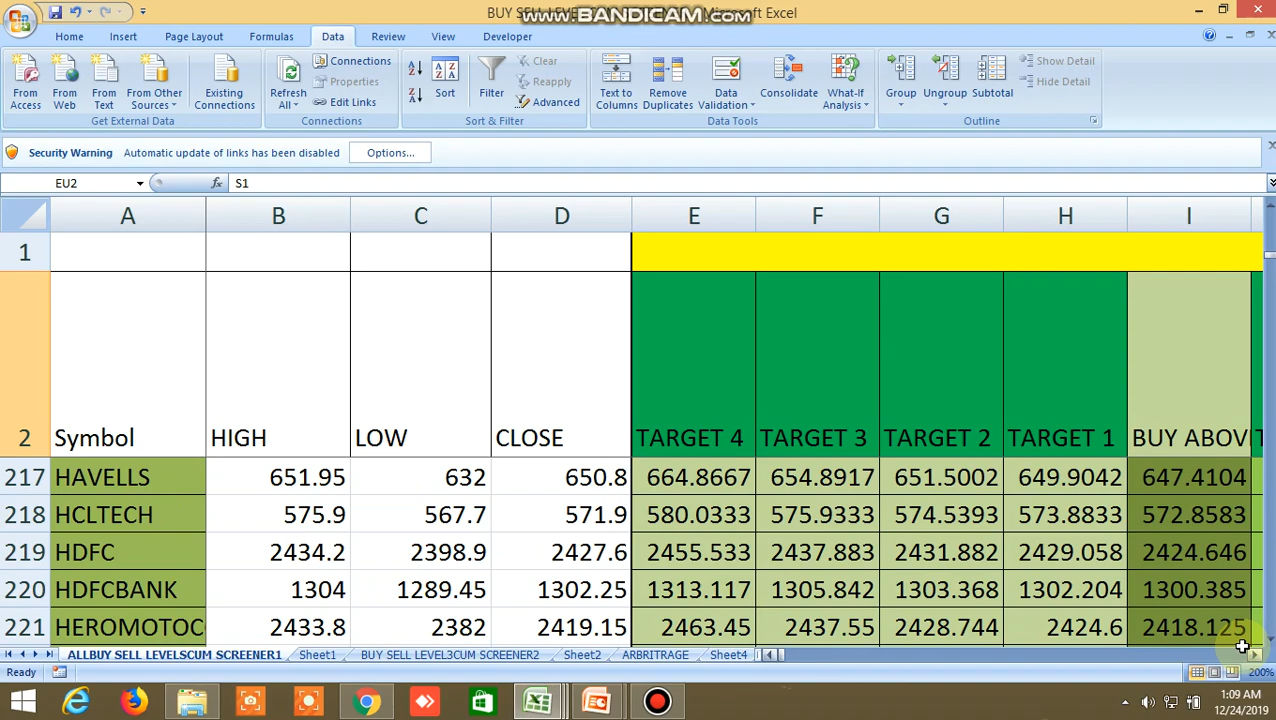 BUY SELL LEV
www.BANDICAM.com
Microsoft Excel
Home Insert Page Layout Formulas Data Review View Developer
From Access
From Web
From Text
From Other Sources
Existing Connections
Get External Data
Refresh All
Connections
Properties
Edit Links
Connections
Sort
Filter
Clear
Reapply
Advanced
Sort & Filter
Text to Columns
Remove Duplicates
Data Validation
Consolidate
What-If Analysis
Data Tools
Group
Ungroup
Subtotal
Show Detail
Hide Detail
Outline
Security Warning Automatic update of links has been disabled Options...
EU2 fx S1
A B C D E F G H I
1
2 Symbol HIGH LOW CLOSE TARGET 4 TARGET 3 TARGET 2 TARGET 1 BUY ABOV
217 HAVELLS 651.95 632 650.8 664.8667 654.8917 651.5002 649.9042 647.4104
218 HCLTECH 575.9 567.7 571.9 580.0333 575.9333 574.5393 573.8833 572.8583
219 HDFC 2434.2 2398.9 2427.6 2455.533 2437.883 2431.882 2429.058 2424.646
220 HDFCBANK 1304 1289.45 1302.25 1313.117 1305.842 1303.368 1302.204 1300.385
221 HEROMOTOC 2433.8 2382 2419.15 2463.45 2437.55 2428.744 2424.6 2418.125
ALLBUY SELL LEVELSCUM SCREENER1 Sheet1 BUY SELL LEVEL3CUM SCREENER2 Sheet2 ARBRITRAGE Sheet4
Ready 200%
1:09 AM
12/24/2019